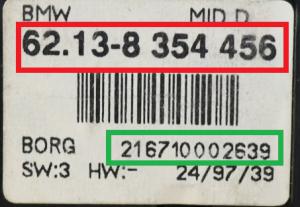 BMW MID D
62.13-8 354 456
BORG 216710002639
SW:3 HW:- 24/97/39